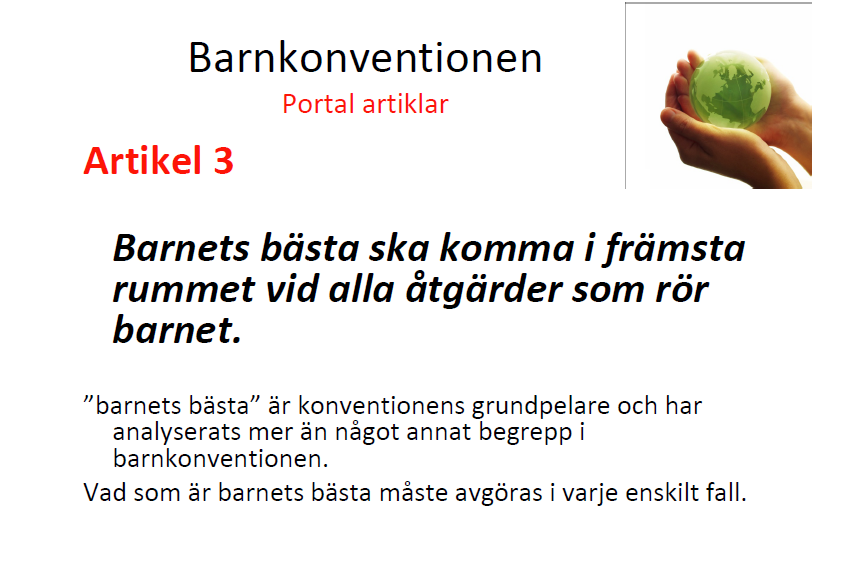 Barnkonventionen
Portal artiklar
Artikel 3
Barnets bästa ska komma i främsta
rummet vid alla åtgärder som rör
barnet.
”barnets bästa” är konventionens grundpelare och har
analyserats mer än något annat begrepp i
barnkonventionen.
Vad som är barnets bästa måste avgöras i varje enskilt fall.